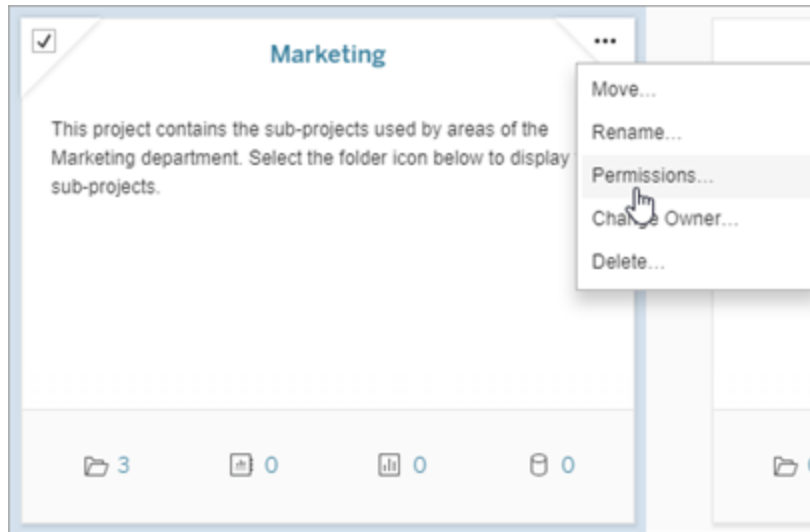 Marketing
This project contains the sub-projects used by areas of the
Marketing department. Select the folder icon below to display
sub-projects.
Move...
Rename...
Permissions...
Change Owner...
Delete...
3
0
0
0